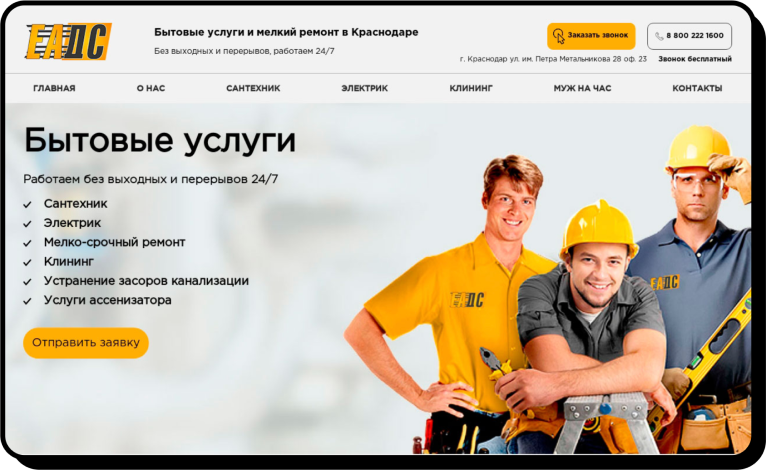 ЕАДС
Бытовые услуги и мелкий ремонт в Краснодаре
Без выходных и перерывов, работаем 24/7
Заказать звонок
8 800 222 1600
г. Краснодар ул. им. Петра Метальникова 28 оф. 23
Звонок бесплатный
ГЛАВНАЯ О НАС САНТЕХНИК ЭЛЕКТРИК КЛИНИНГ МУЖ НА ЧАС КОНТАКТЫ
Бытовые услуги
Работаем без выходных и перерывов 24/7
Сантехник
Электрик
Мелко-срочный ремонт
Клининг
Устранение засоров канализации
Услуги ассенизатора
Отправить заявку
ЕАДС
ЕАДС